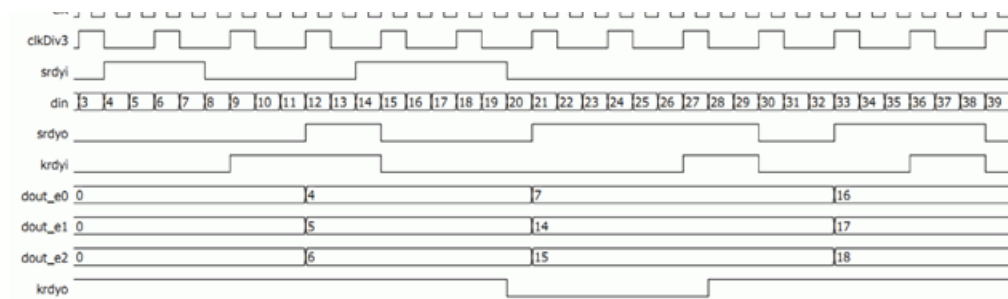 clkDiv3
srdyi
din 3 4 5 6 7 8 9 10 11 12 13 14 15 16 17 18 19 20 21 22 23 24 25 26 27 28 29 30 31 32 33 34 35 36 37 38 39
srdyo
krdyi
dout_e0 0 4 7 16
dout_e1 0 5 14 17
dout_e2 0 6 15 18
krdyo